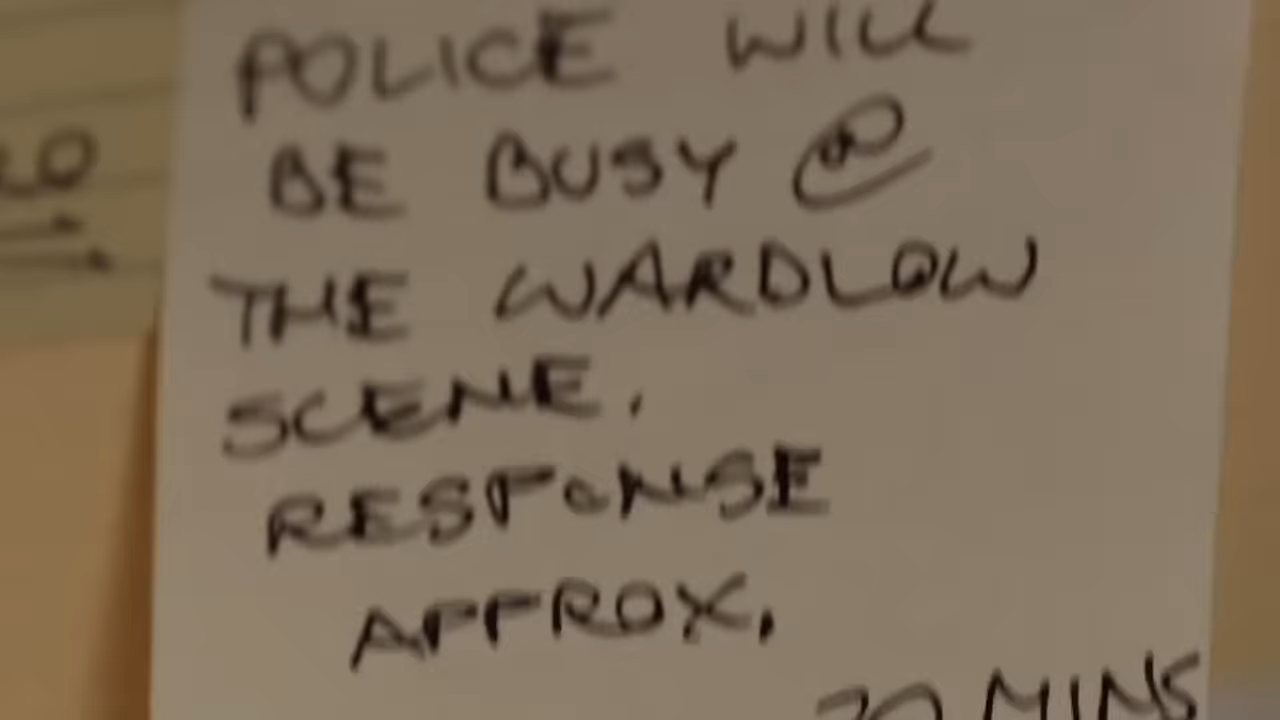 POLICE WILL
BE BUSY @
THE WARDLOW
SCENE.
RESPONSE
APPROX.
MINS